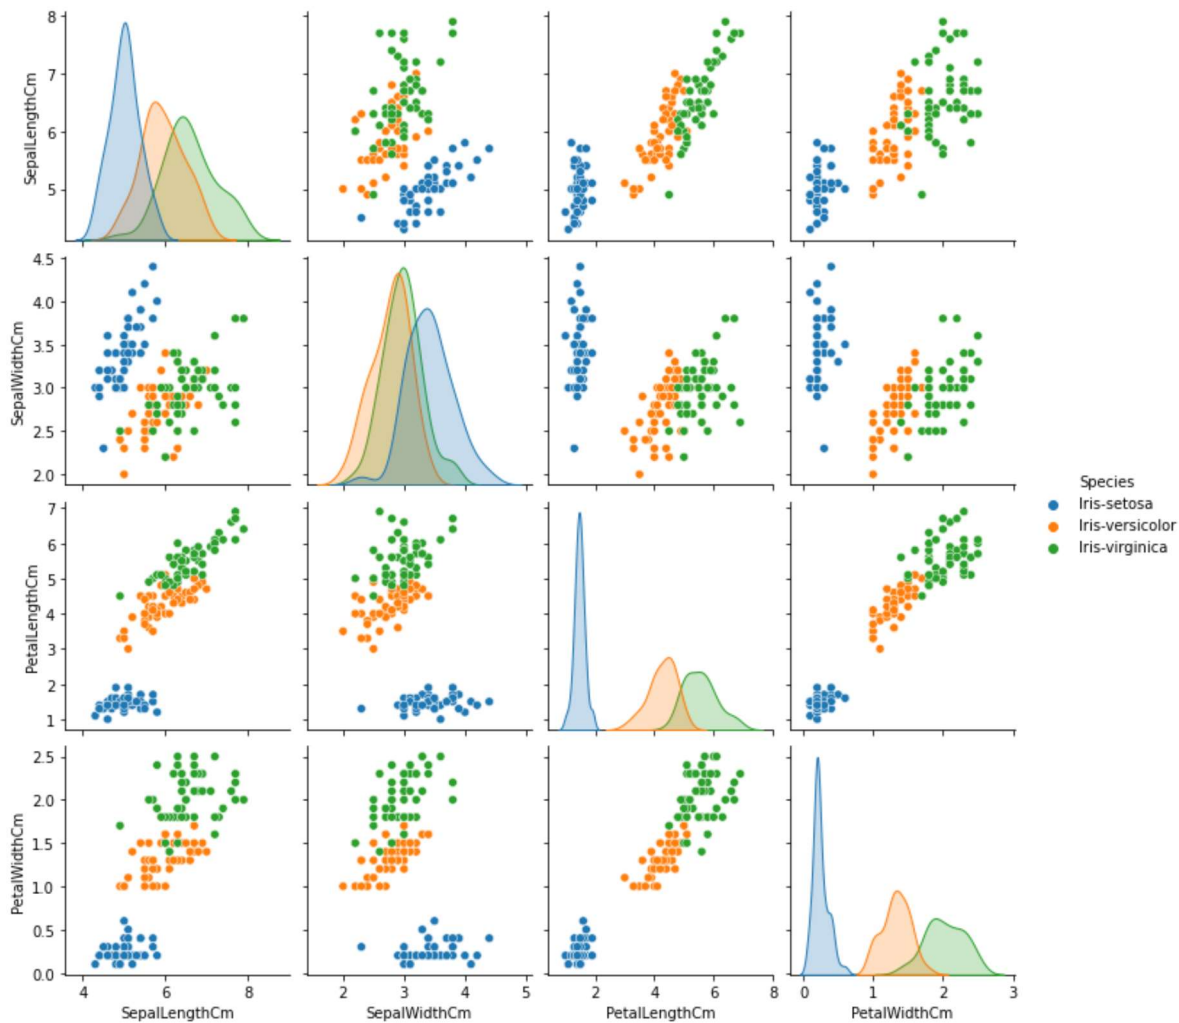 8
7
6
5
SepalLengthCm
4.5
4.0
3.5
3.0
2.5
2.0
SepalWidthCm
Species
Iris-setosa
Iris-versicolor
Iris-virginica
7
6
5
4
3
2
1
PetalLengthCm
2.5
2.0
1.5
1.0
0.5
0.0
PetalWidthCm
4 6 8 2 3 4 5 2 4 6 8 0 1 2 3
SepalLengthCm SepalWidthCm PetalLengthCm PetalWidthCm